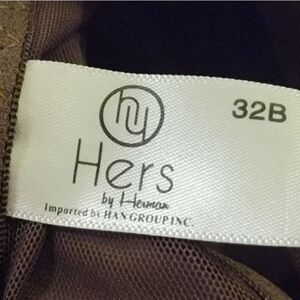 hy
32B
Hers
by Herman
Imported by HAN GROUP INC.